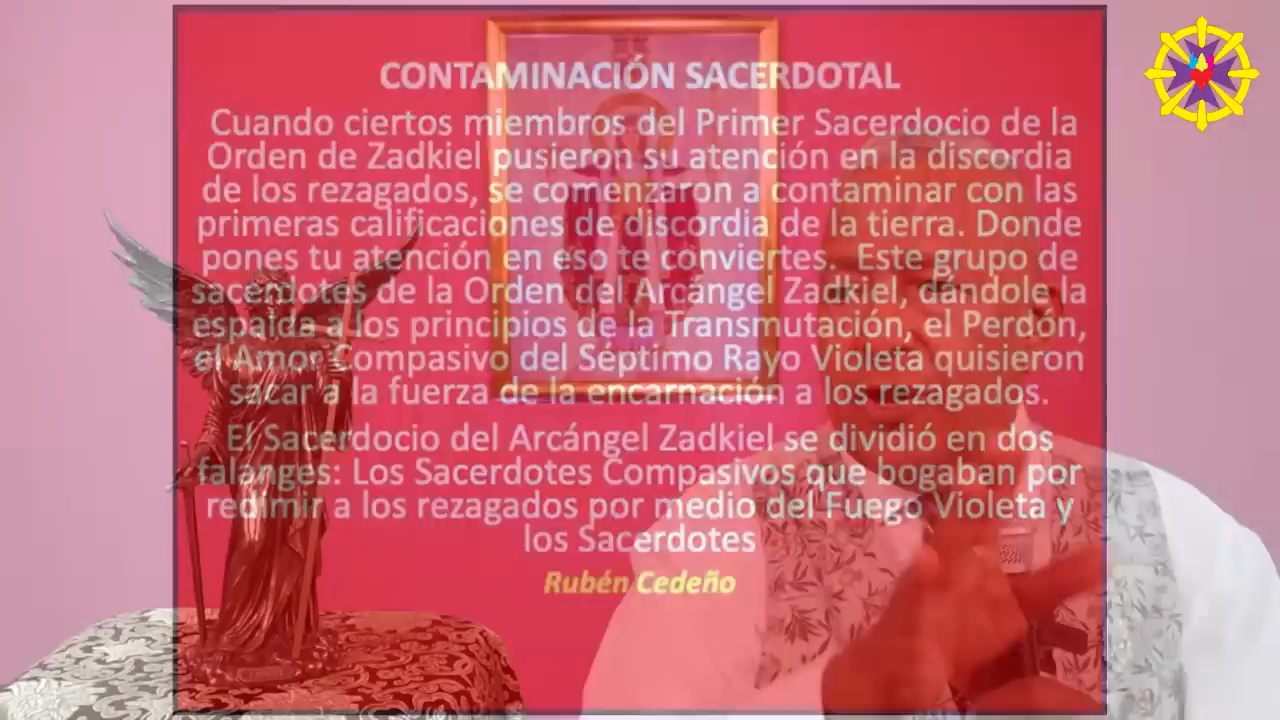 CONTAMINACIÓN SACERDOTAL
Cuando ciertos miembros del Primer Sacerdocio de la
Orden de Zadkiel pusieron su atención en la discordia
de los rezagados, se comenzaron a contaminar con las
primeras calificaciones de discordia de la tierra. Donde
pones tu atención en eso te conviertes. Este grupo de
sacerdotes de la Orden del Arcángel Zadkiel, dándole la
espalda a los principios de la Transmutación, el Perdón,
el Amor Compasivo del Séptimo Rayo Violeta quisieron
sacar a la fuerza de la encarnación a los rezagados.
El Sacerdocio del Arcángel Zadkiel se dividió en dos
falanges: Los Sacerdotes Compasivos que bogaban por
redimir a los rezagados por medio del Fuego Violeta y
los Sacerdotes
Rubén Cedeño